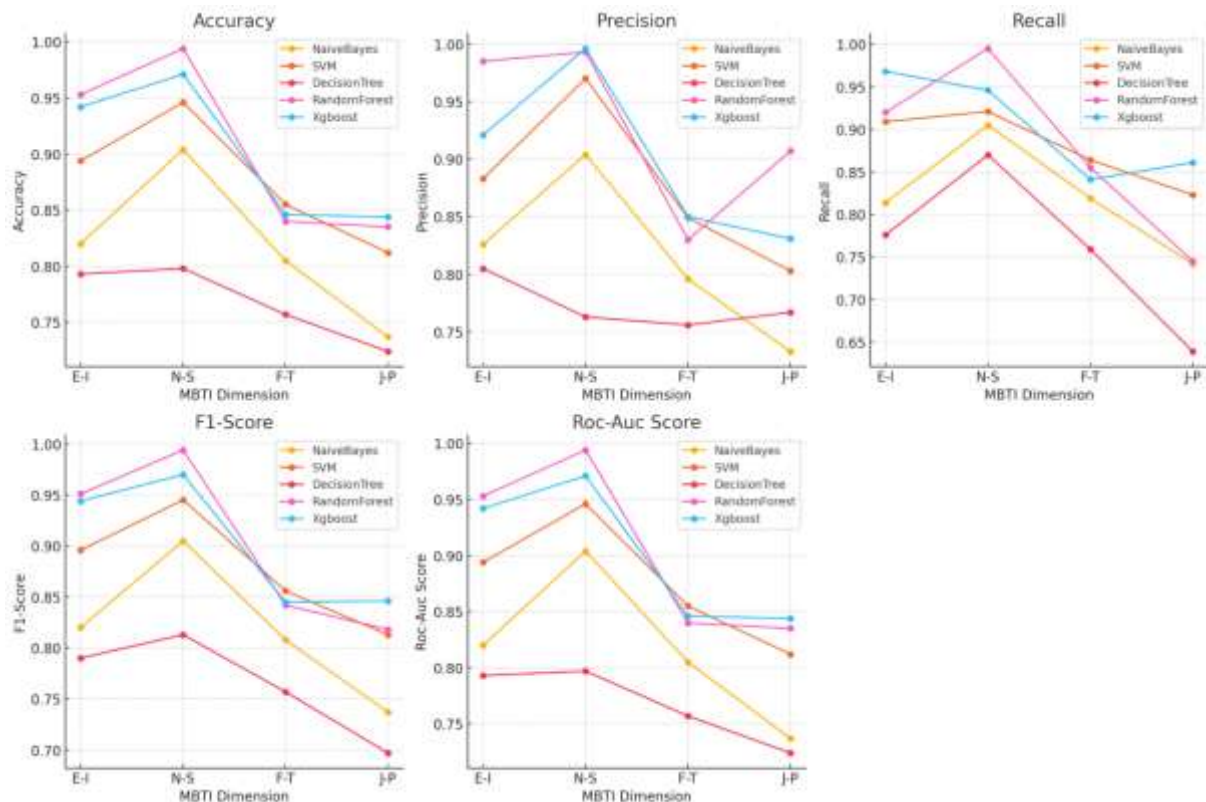 Accuracy
Accuracy
1.00
0.95
0.90
0.85
0.80
0.75
NaiveBayes
SVM
DecisionTree
RandomForest
Xgboost
E-I
N-S
F-T
J-P
MBTI Dimension
Precision
Precision
1.00
0.95
0.90
0.85
0.80
0.75
NaiveBayes
SVM
DecisionTree
RandomForest
Xgboost
E-I
N-S
F-T
J-P
MBTI Dimension
Recall
Recall
1.00
0.95
0.90
0.85
0.80
0.75
0.70
0.65
NaiveBayes
SVM
DecisionTree
RandomForest
Xgboost
E-I
N-S
F-T
J-P
MBTI Dimension
F1-Score
F1-Score
1.00
0.95
0.90
0.85
0.80
0.75
0.70
NaiveBayes
SVM
DecisionTree
RandomForest
Xgboost
E-I
N-S
F-T
J-P
MBTI Dimension
Roc-Auc Score
Roc-Auc Score
1.00
0.95
0.90
0.85
0.80
0.75
NaiveBayes
SVM
DecisionTree
RandomForest
Xgboost
E-I
N-S
F-T
J-P
MBTI Dimension